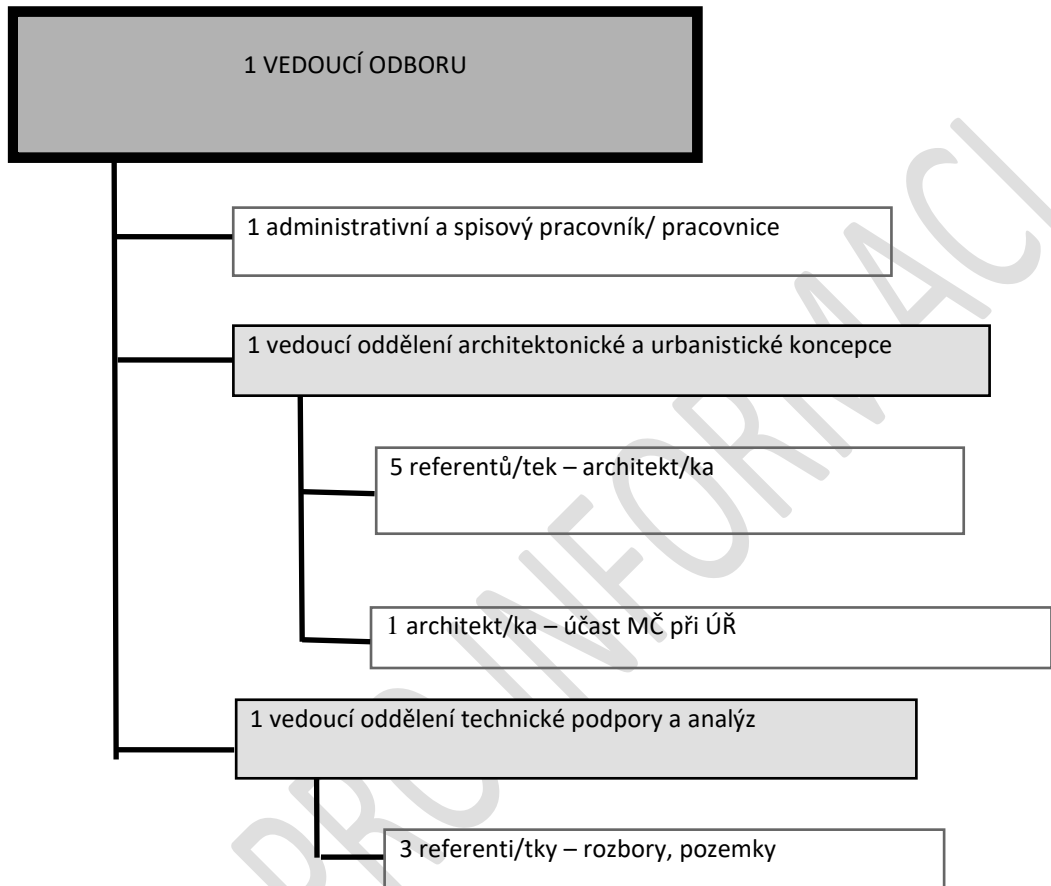 1 VEDOUCÍ ODBORU
1 administrativní a spisový pracovník/ pracovnice
1 vedoucí oddělení architektonické a urbanistické koncepce
5 referentů/tek – architekt/ka
1 architekt/ka – účast MČ při ÚŘ
1 vedoucí oddělení technické podpory a analýz
3 referenti/tky – rozbory, pozemky
PRO INFORMACI